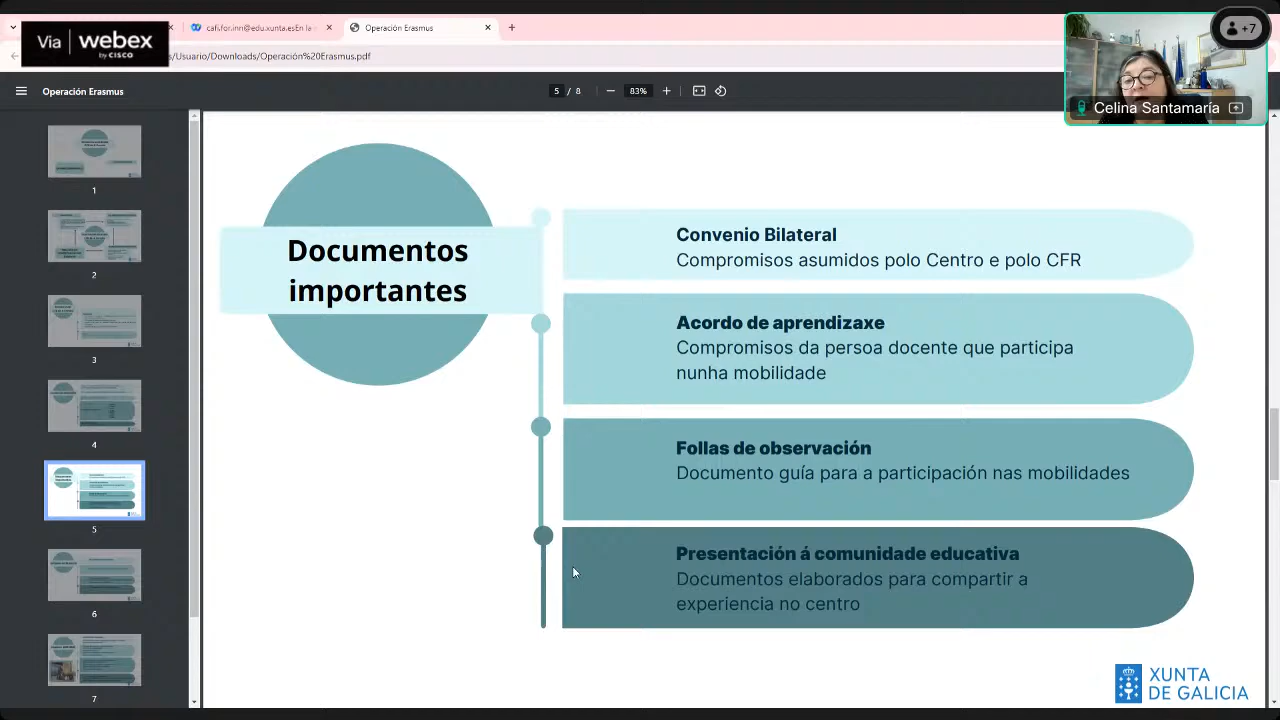 Via webex
by CISCO
cafi.for.inn@edu.xunta.esEn la
Operación Erasmus
+7
s/Usuario/Downloads/Operación%20Erasmus.pdf
Operación Erasmus
5 / 8
83%
Celina Santamaría
Documentos
importantes
Convenio Bilateral
Compromisos asumidos polo Centro e polo CFR
Acordo de aprendizaxe
Compromisos da persoa docente que participa
nunha mobilidade
Follas de observación
Documento guía para a participación nas mobilidades
Presentación á comunidade educativa
Documentos elaborados para compartir a
experiencia no centro
XUNTA
DE GALICIA
1
2
3
4
5
6
7